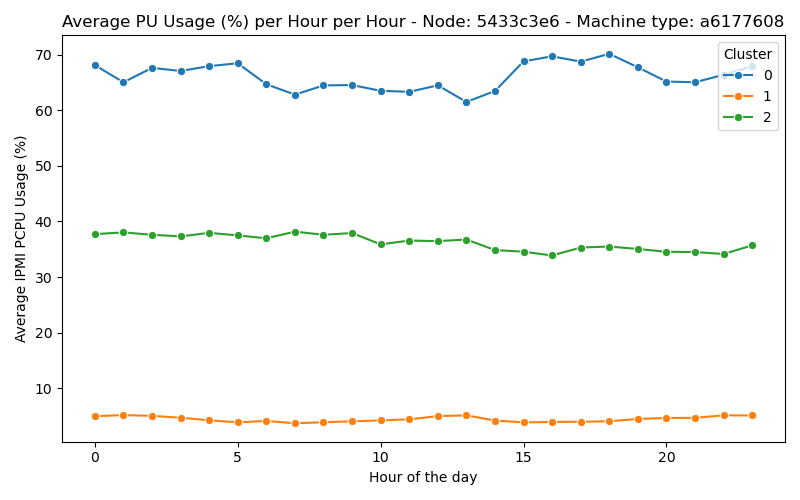 Average PU Usage (%) per Hour per Hour - Node: 5433c3e6 - Machine type: a6177608
Cluster
0
1
2
70
60
50
40
30
20
10
Average IPMI PCPU Usage (%)
0 5 10 15 20
Hour of the day